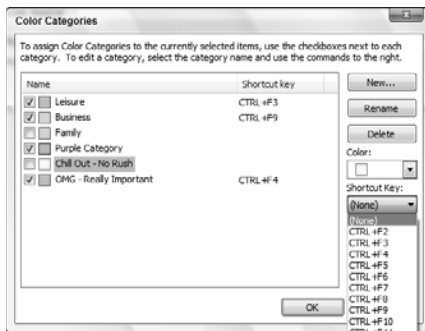 Color Categories
To assign Color Categories to the currently selected items, use the checkboxes next to each
category. To edit a category, select the category name and use the commands to the right.
Name Shortcut key
Leisure CTRL+F3
Business CTRL+F9
Family
Purple Category
Chill Out - No Rush
OMG - Really Important CTRL+F4
New...
Rename
Delete
Color:
Shortcut Key:
(None)
(None)
CTRL+F2
CTRL+F3
CTRL+F4
CTRL+F5
CTRL+F6
CTRL+F7
CTRL+F8
CTRL+F9
CTRL+F10
OK